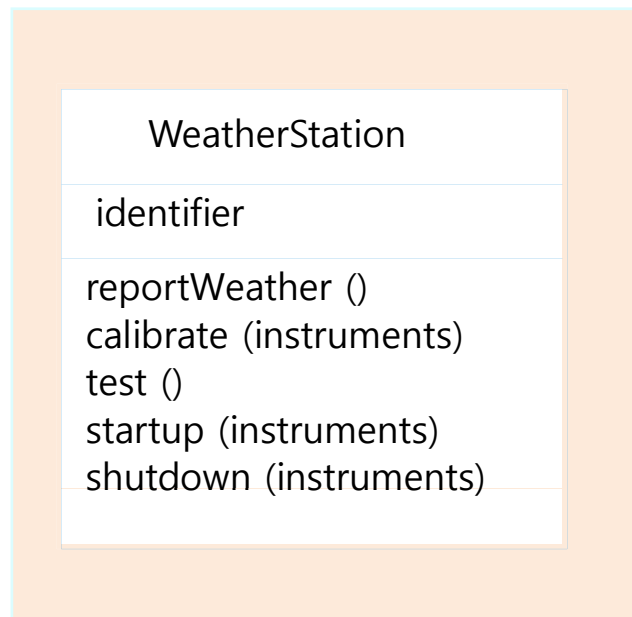 WeatherStation
identifier
reportWeather ()
calibrate (instruments)
test ()
startup (instruments)
shutdown (instruments)